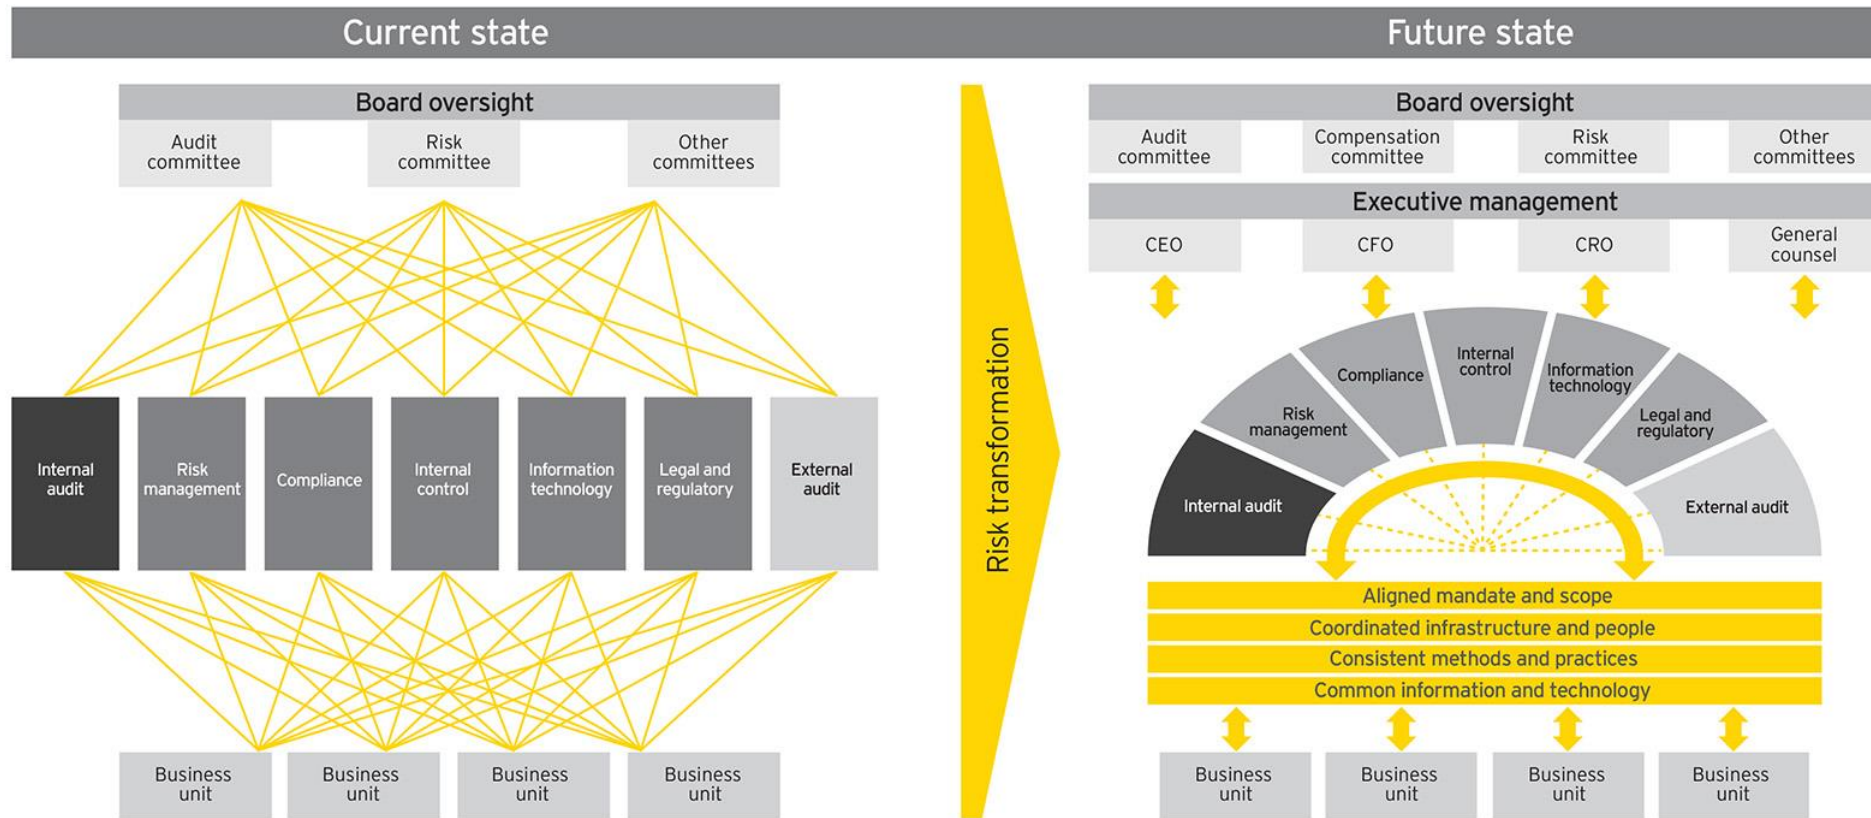 Current state
Future state
Board oversight
Audit
committee
Risk
committee
Other
committees
Internal
audit
Risk
management
Compliance
Internal
control
Information
technology
Legal and
regulatory
External
audit
Business
unit
Business
unit
Business
unit
Business
unit
Risk transformation
Board oversight
Audit
committee
Compensation
committee
Risk
committee
Other
committees
Executive management
CEO
CFO
CRO
General
counsel
Internal audit
Risk
management
Compliance
Internal
control
Information
technology
Legal and
regulatory
External audit
Aligned mandate and scope
Coordinated infrastructure and people
Consistent methods and practices
Common information and technology
Business
unit
Business
unit
Business
unit
Business
unit